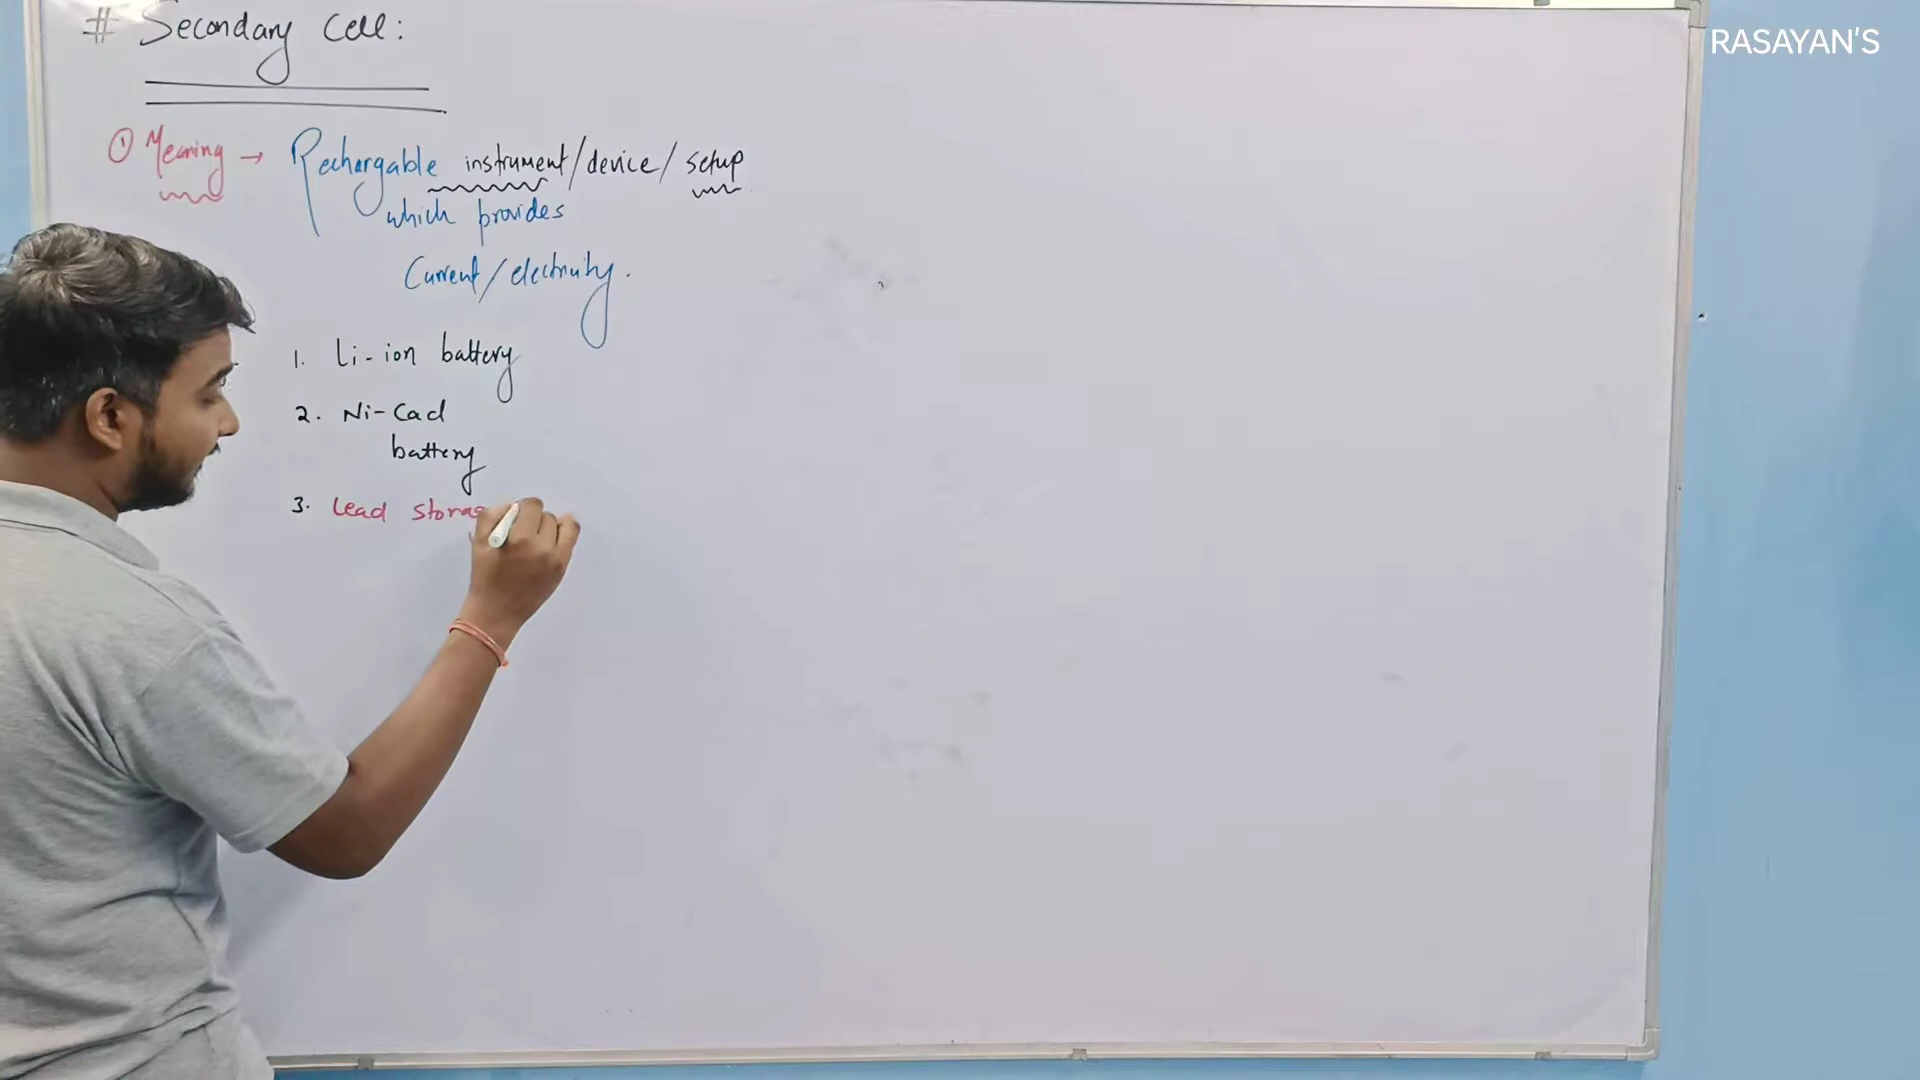 # Secondary Cell:
RASAYAN'S
① Meaning → Rechargable instrument/device/setup
which provides
Current/electricity.
1. Li-ion battery
2. Ni-Cad
battery
3. Lead storag